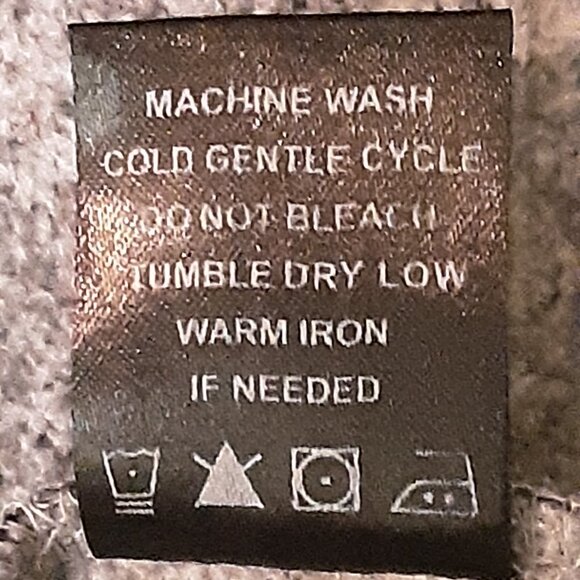 MACHINE WASH
COLD GENTLE CYCLE
DO NOT BLEACH
TUMBLE DRY LOW
WARM IRON
IF NEEDED